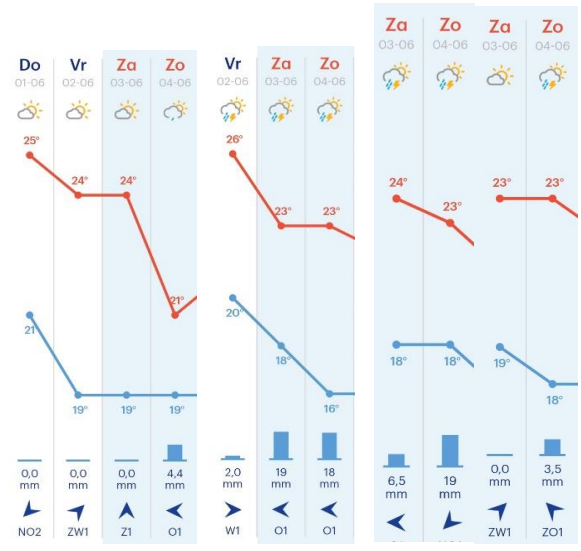 Do Vr Za Zo
01-06 02-06 03-06 04-06
25° 24° 24° 21°
21 19° 19° 19°
0,0 0,0 0,0 4,4
mm mm mm mm
NO2 ZW1 Z1 O1
Vr Za Zo
02-06 03-06 04-06
26° 23° 23°
20° 18° 16°
2,0 19 18
mm mm mm
W1 O1 O1
Za Zo
03-06 04-06
24° 23°
18° 18°
6,5 19
mm mm
Za Zo
03-06 04-06
23° 23°
19° 18°
0,0 3,5
mm mm
ZW1 ZO1